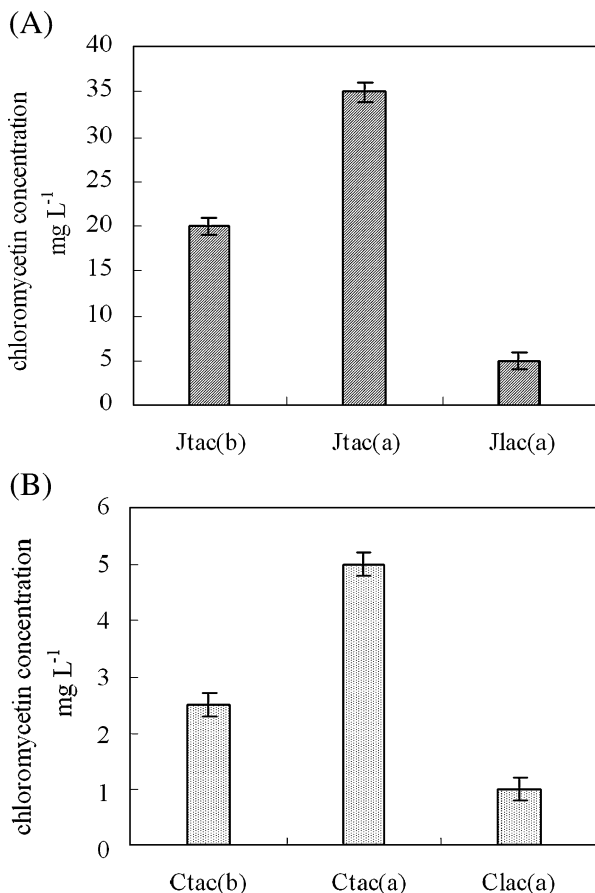 (A)
chloromycetin concentration
mg L⁻¹
40
35
30
25
20
15
10
5
0
Jtac(b) Jtac(a) Jlac(a)
(B)
chloromycetin concentration
mg L⁻¹
6
5
4
3
2
1
0
Ctac(b) Ctac(a) Clac(a)